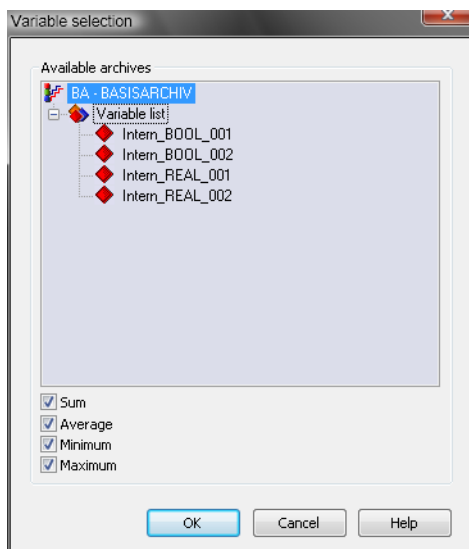 Variable selection
Available archives
BA - BASISARCHIV
Variable list
Intern_BOOL_001
Intern_BOOL_002
Intern_REAL_001
Intern_REAL_002
Sum
Average
Minimum
Maximum
OK Cancel Help